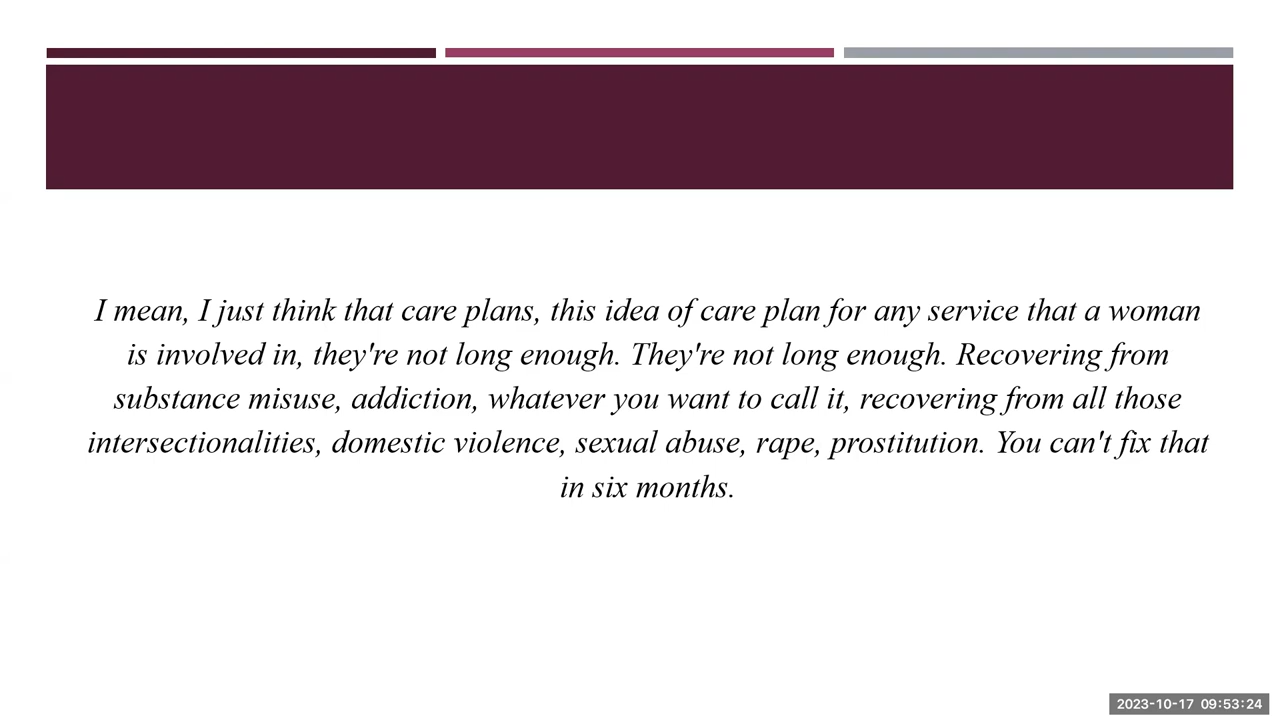 I mean, I just think that care plans, this idea of care plan for any service that a woman
is involved in, they're not long enough. They're not long enough. Recovering from
substance misuse, addiction, whatever you want to call it, recovering from all those
intersectionalities, domestic violence, sexual abuse, rape, prostitution. You can't fix that
in six months.
2023-10-17 09:53:24